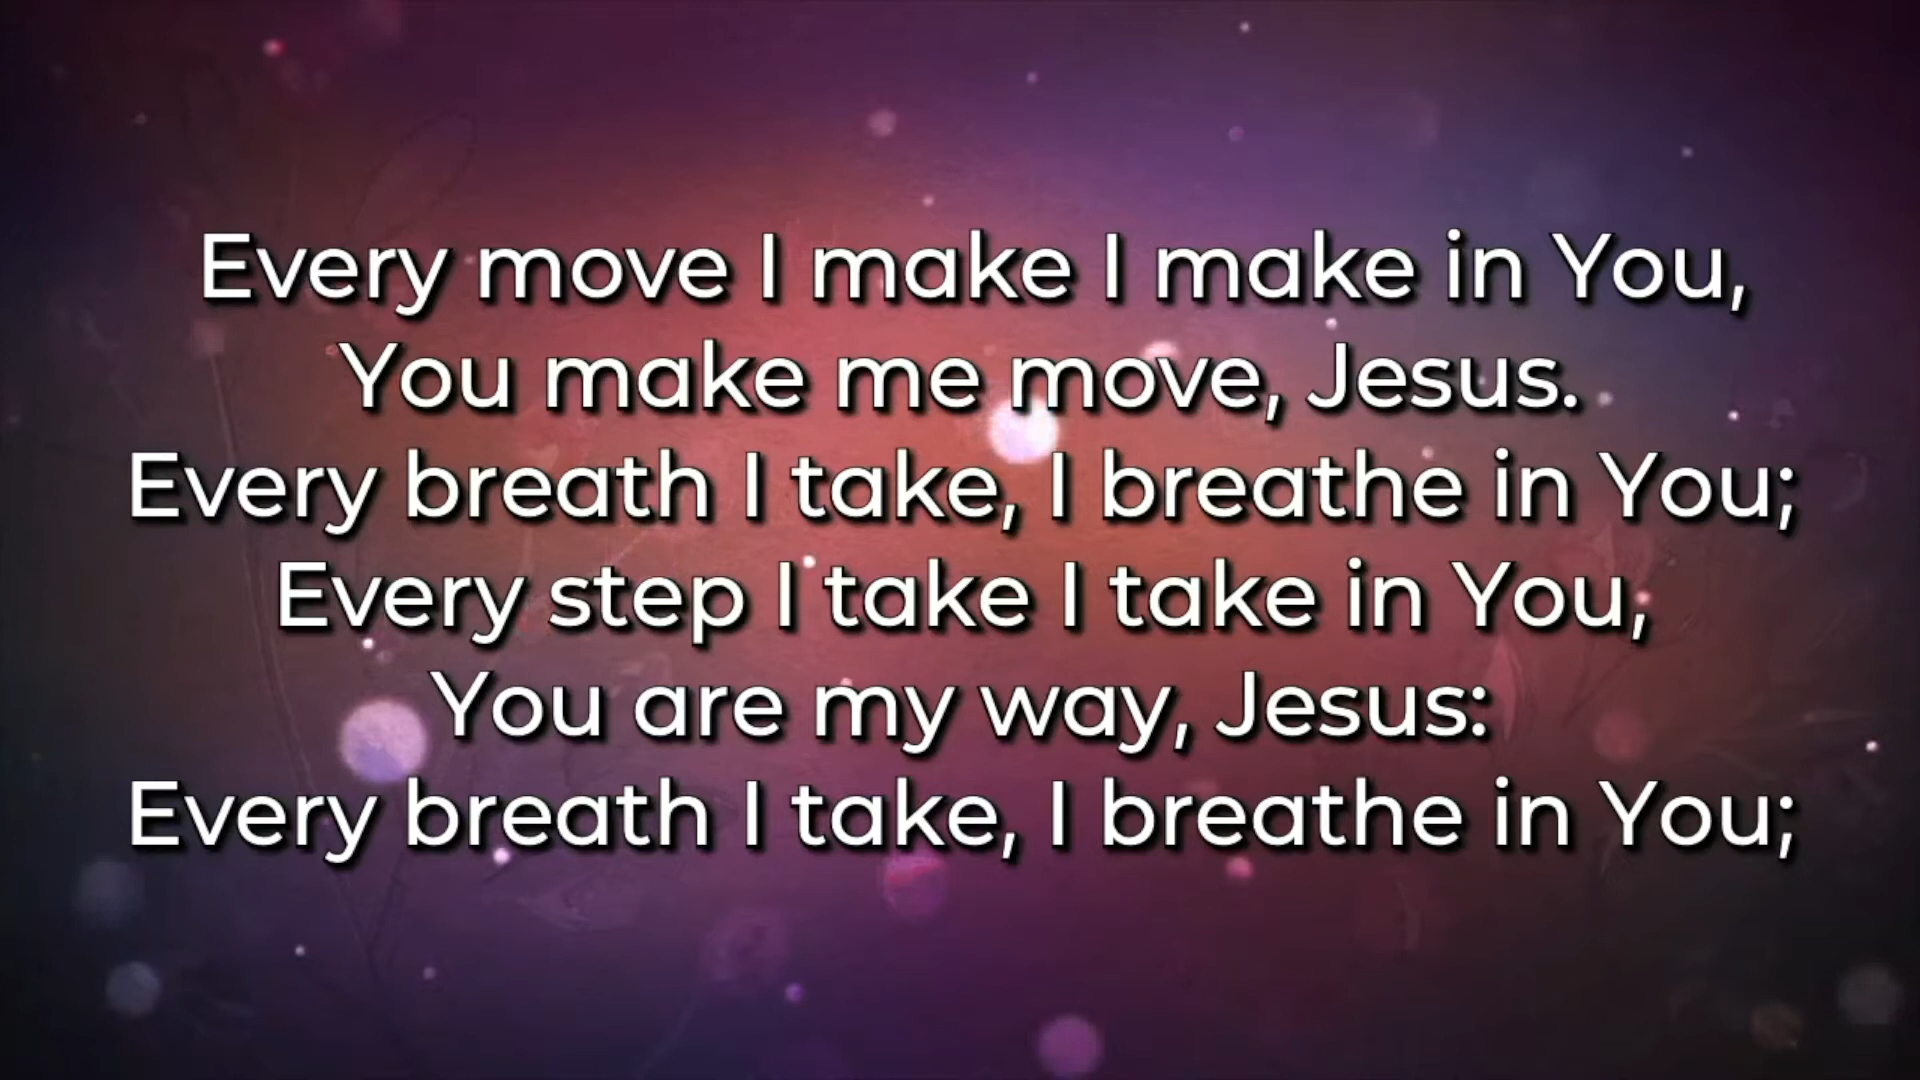 Every move I make I make in You,
You make me move, Jesus.
Every breath I take, I breathe in You;
Every step I take I take in You,
You are my way, Jesus:
Every breath I take, I breathe in You;